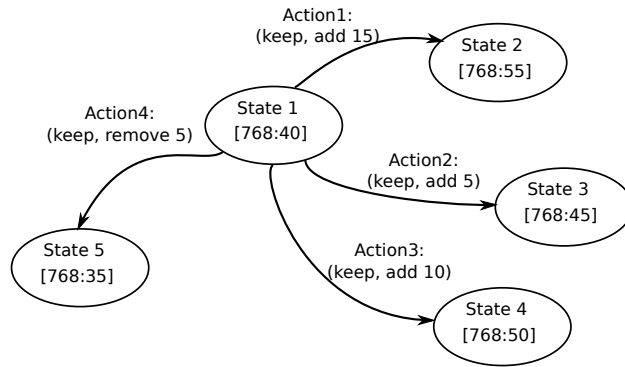 Action1:
(keep, add 15)
State 2
[768:55]
State 1
[768:40]
Action4:
(keep, remove 5)
Action2:
(keep, add 5)
State 3
[768:45]
State 5
[768:35]
Action3:
(keep, add 10)
State 4
[768:50]